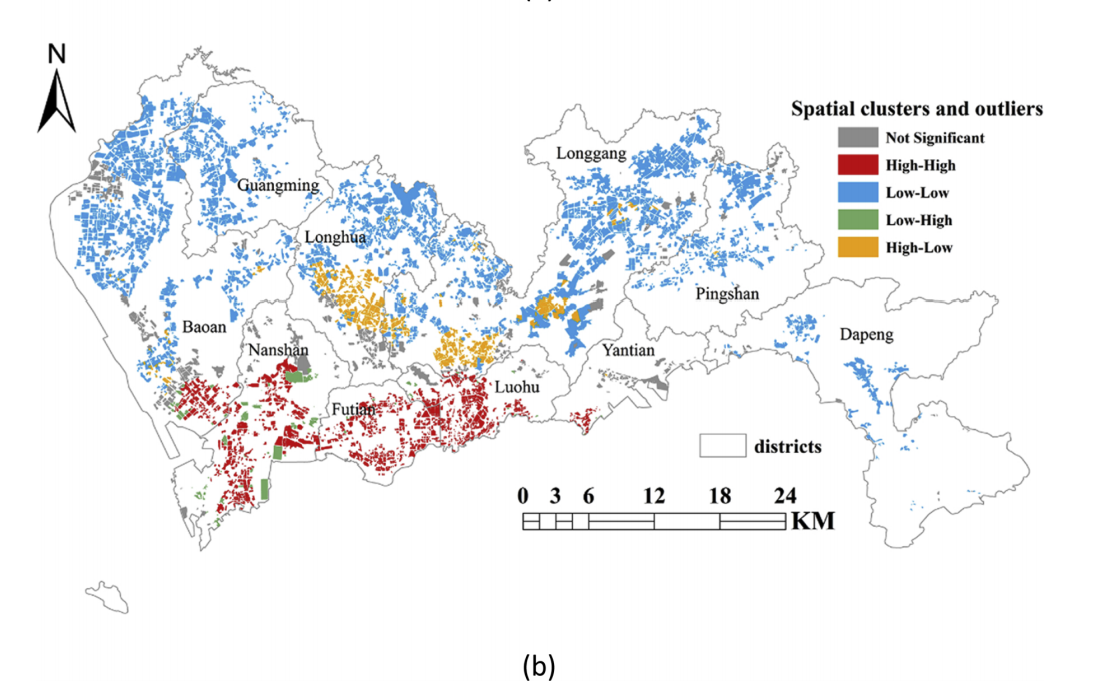 N
Spatial clusters and outliers
Not Significant
High-High
Low-Low
Low-High
High-Low
Longgang
Guangming
Longhua
Pingshan
Baoan
Dapeng
Nanshan
Yantian
Luohu
Futian
districts
0 3 6 12 18 24
KM
(b)